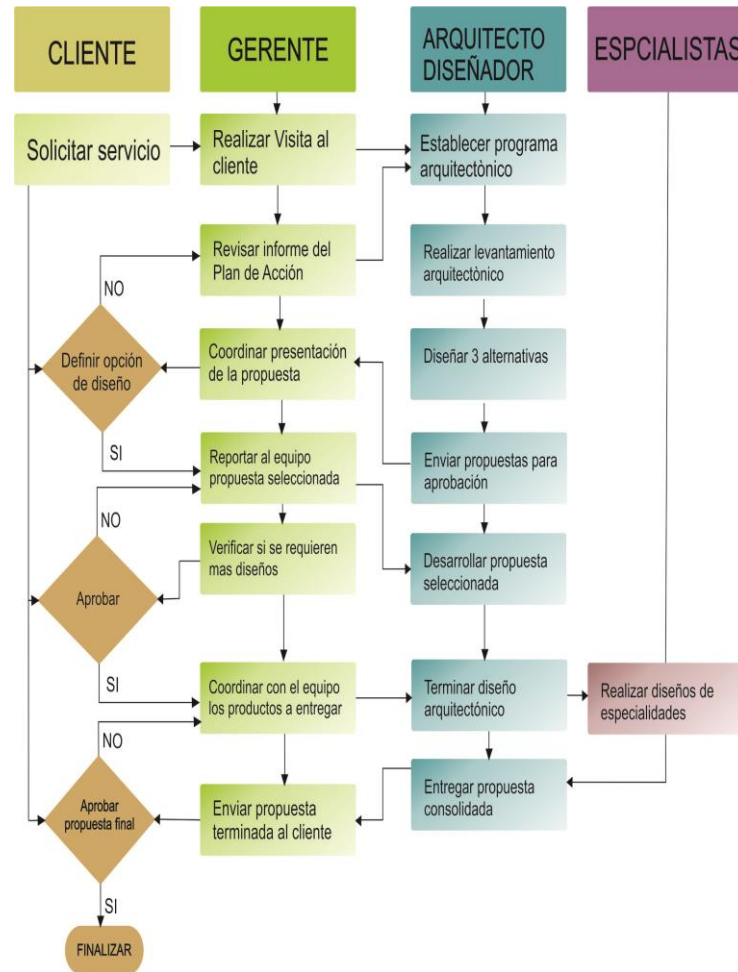 CLIENTE
GERENTE
ARQUITECTO
DISEÑADOR
ESPCIALISTAS
Solicitar servicio
Realizar Visita al
cliente
Establecer programa
arquitectònico
Revisar informe del
Plan de Acción
Realizar levantamiento
arquitectònico
NO
Definir opción
de diseño
Coordinar presentación
de la propuesta
Diseñar 3 alternativas
SI
Reportar al equipo
propuesta seleccionada
Enviar propuestas para
aprobación
NO
Verificar si se requieren
mas diseños
Desarrollar propuesta
seleccionada
Aprobar
SI
Coordinar con el equipo
los productos a entregar
Terminar diseño
arquitectónico
Realizar diseños de
especialidades
NO
Aprobar
propuesta final
Enviar propuesta
terminada al cliente
Entregar propuesta
consolidada
SI
FINALIZAR